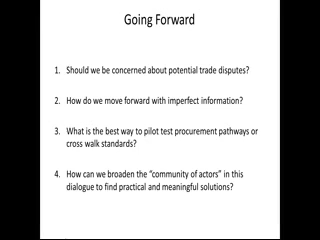 Going Forward
1. Should we be concerned about potential trade disputes?
2. How do we move forward with imperfect information?
3. What is the best way to pilot test procurement pathways or
cross walk standards?
4. How can we broaden the “community of actors” in this
dialogue to find practical and meaningful solutions?